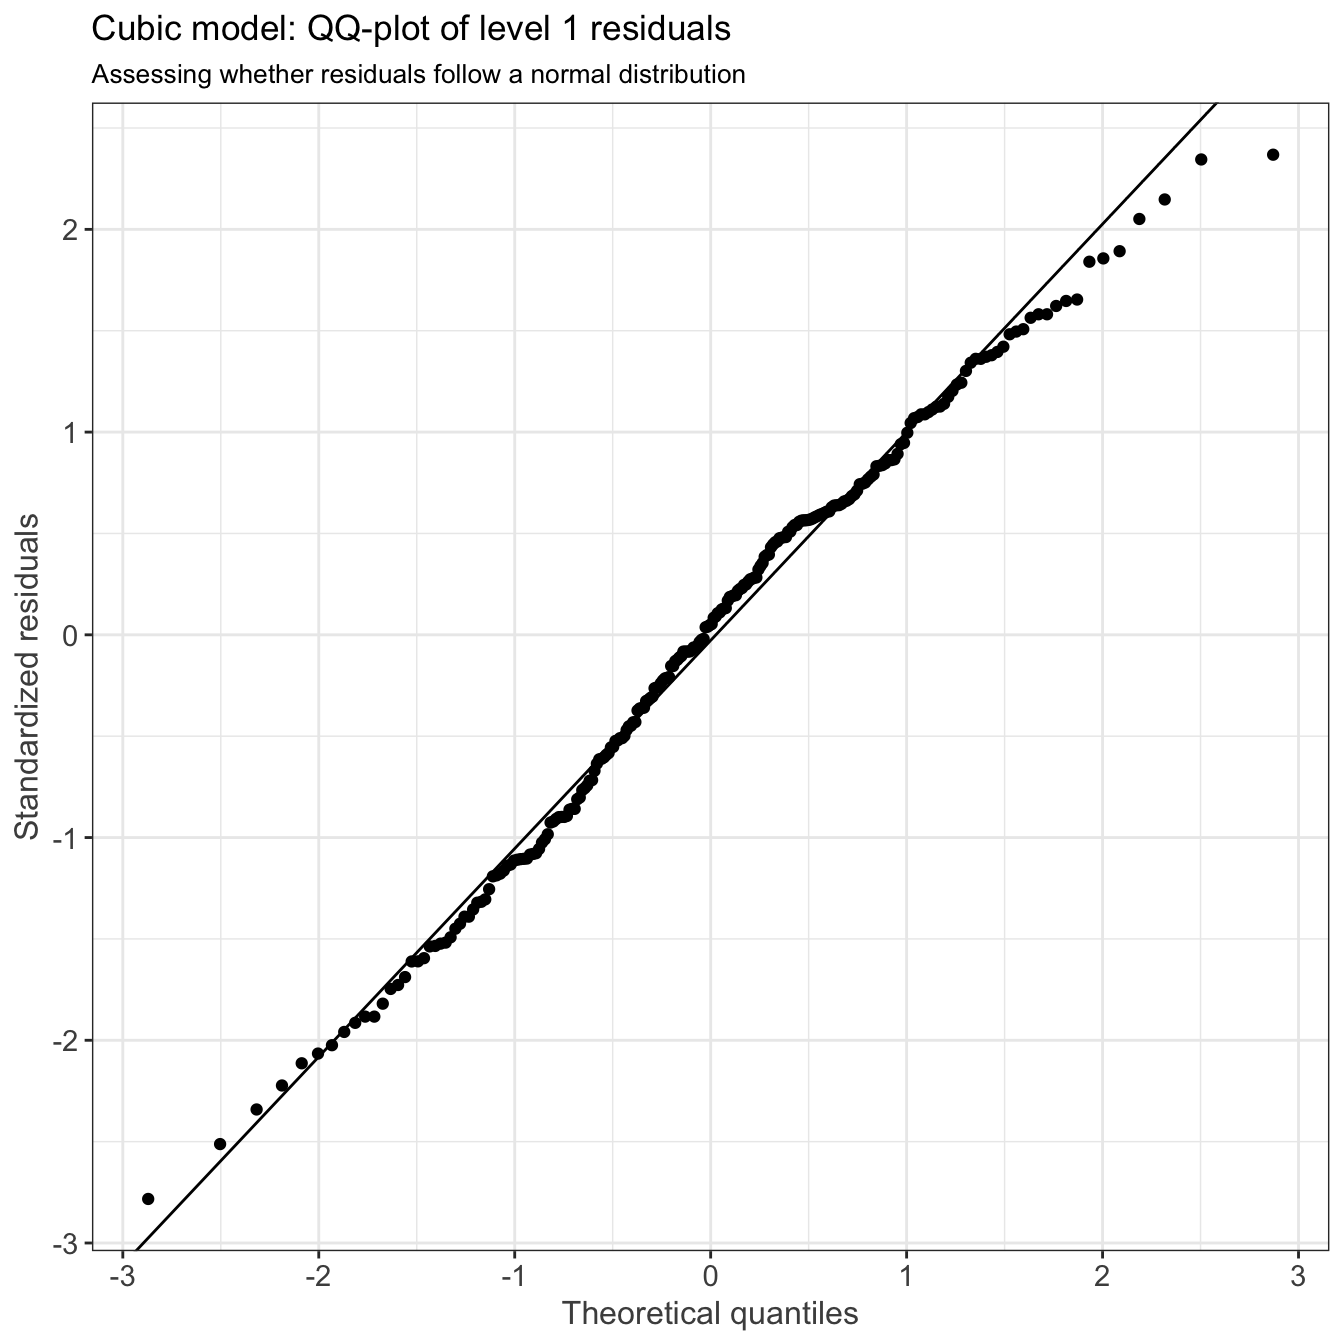 Cubic model: QQ-plot of level 1 residuals
Assessing whether residuals follow a normal distribution
Standardized residuals
2
1
0
-1
-2
-3
-3 -2 -1 0 1 2 3
Theoretical quantiles